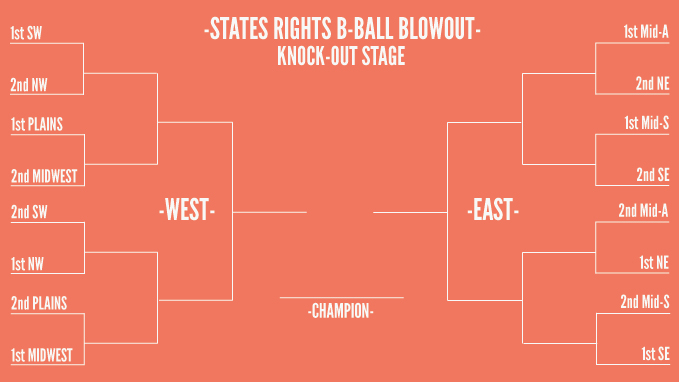 -STATES RIGHTS B-BALL BLOWOUT-
KNOCK-OUT STAGE
1st SW
2nd NW
1st PLAINS
2nd MIDWEST
2nd SW
1st NW
2nd PLAINS
1st MIDWEST
-WEST-
-EAST-
1st Mid-A
2nd NE
1st Mid-S
2nd SE
2nd Mid-A
1st NE
2nd Mid-S
1st SE
-CHAMPION-